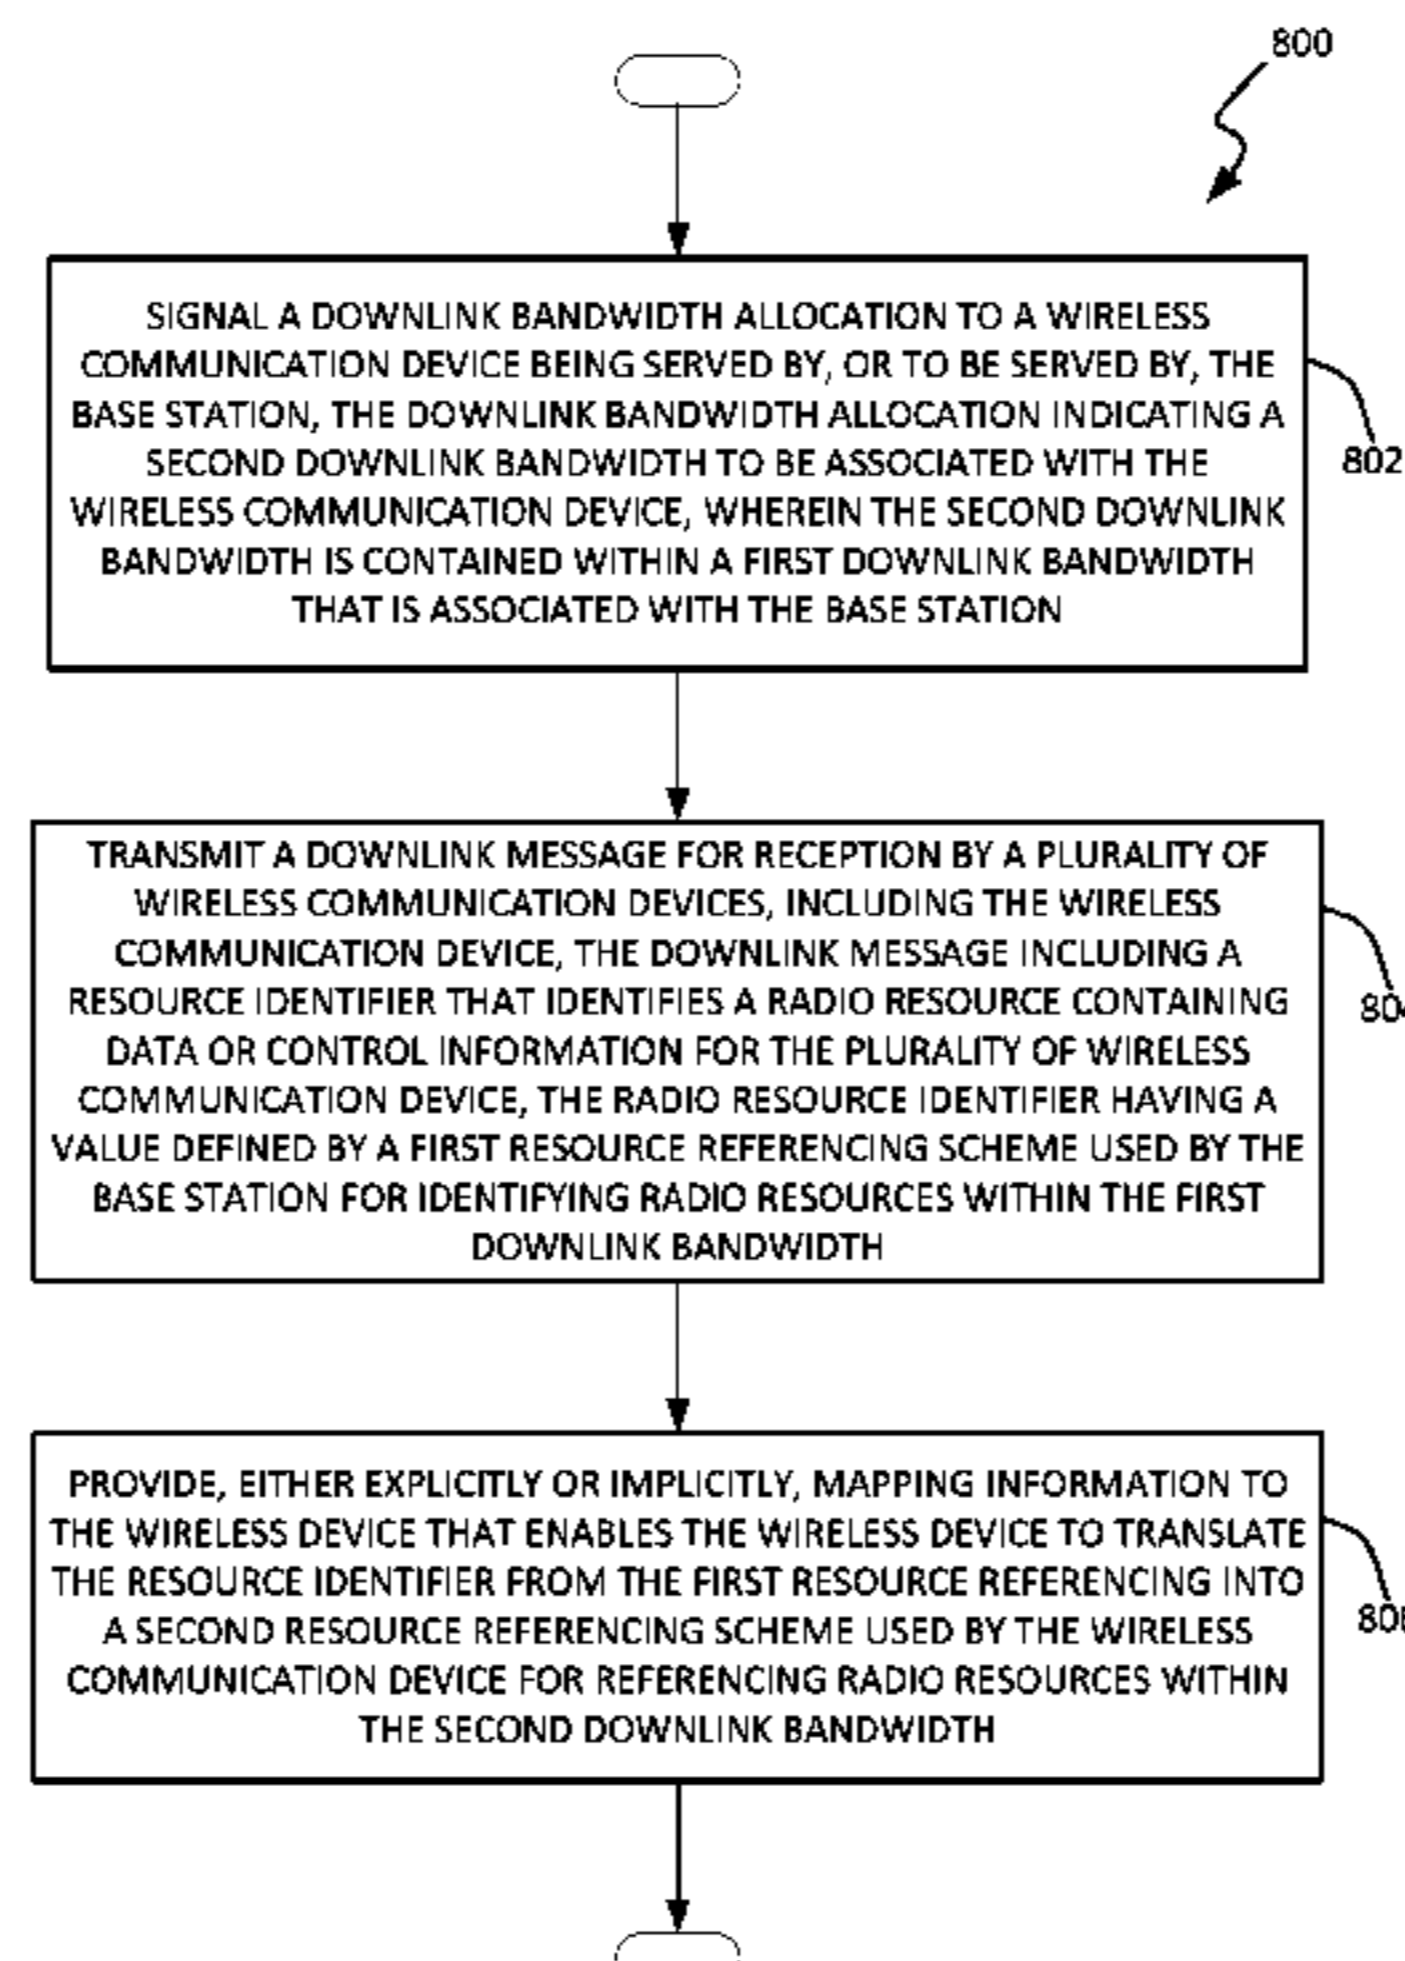 800
SIGNAL A DOWNLINK BANDWIDTH ALLOCATION TO A WIRELESS
COMMUNICATION DEVICE BEING SERVED BY, OR TO BE SERVED BY, THE
BASE STATION, THE DOWNLINK BANDWIDTH ALLOCATION INDICATING A
SECOND DOWNLINK BANDWIDTH TO BE ASSOCIATED WITH THE
WIRELESS COMMUNICATION DEVICE, WHEREIN THE SECOND DOWNLINK
BANDWIDTH IS CONTAINED WITHIN A FIRST DOWNLINK BANDWIDTH
THAT IS ASSOCIATED WITH THE BASE STATION
802
TRANSMIT A DOWNLINK MESSAGE FOR RECEPTION BY A PLURALITY OF
WIRELESS COMMUNICATION DEVICES, INCLUDING THE WIRELESS
COMMUNICATION DEVICE, THE DOWNLINK MESSAGE INCLUDING A
RESOURCE IDENTIFIER THAT IDENTIFIES A RADIO RESOURCE CONTAINING
DATA OR CONTROL INFORMATION FOR THE PLURALITY OF WIRELESS
COMMUNICATION DEVICE, THE RADIO RESOURCE IDENTIFIER HAVING A
VALUE DEFINED BY A FIRST RESOURCE REFERENCING SCHEME USED BY THE
BASE STATION FOR IDENTIFYING RADIO RESOURCES WITHIN THE FIRST
DOWNLINK BANDWIDTH
PROVIDE, EITHER EXPLICITLY OR IMPLICITLY, MAPPING INFORMATION TO
THE WIRELESS DEVICE THAT ENABLES THE WIRELESS DEVICE TO TRANSLATE
THE RESOURCE IDENTIFIER FROM THE FIRST RESOURCE REFERENCING INTO
A SECOND RESOURCE REFERENCING SCHEME USED BY THE WIRELESS
COMMUNICATION DEVICE FOR REFERENCING RADIO RESOURCES WITHIN
THE SECOND DOWNLINK BANDWIDTH